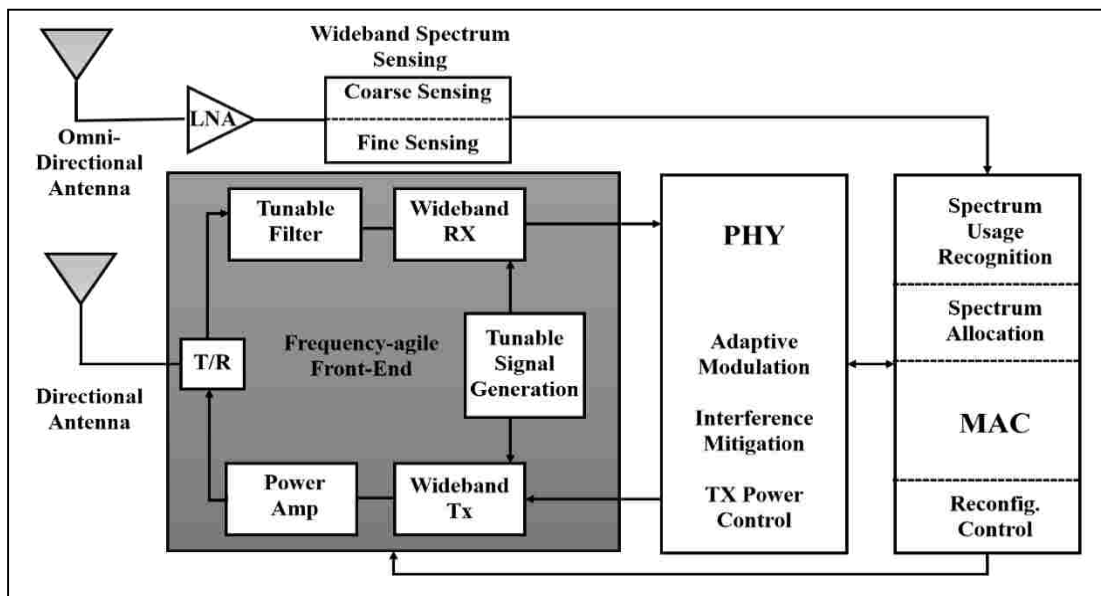 Wideband Spectrum
Sensing
Coarse Sensing
Fine Sensing
LNA
Omni-
Directional
Antenna
Tunable
Filter
Wideband
RX
PHY
Spectrum
Usage
Recognition
Spectrum
Allocation
T/R
Frequency-agile
Front-End
Tunable
Signal
Generation
Adaptive
Modulation
Directional
Antenna
Interference
Mitigation
MAC
Power
Amp
Wideband
Tx
TX Power
Control
Reconfig.
Control